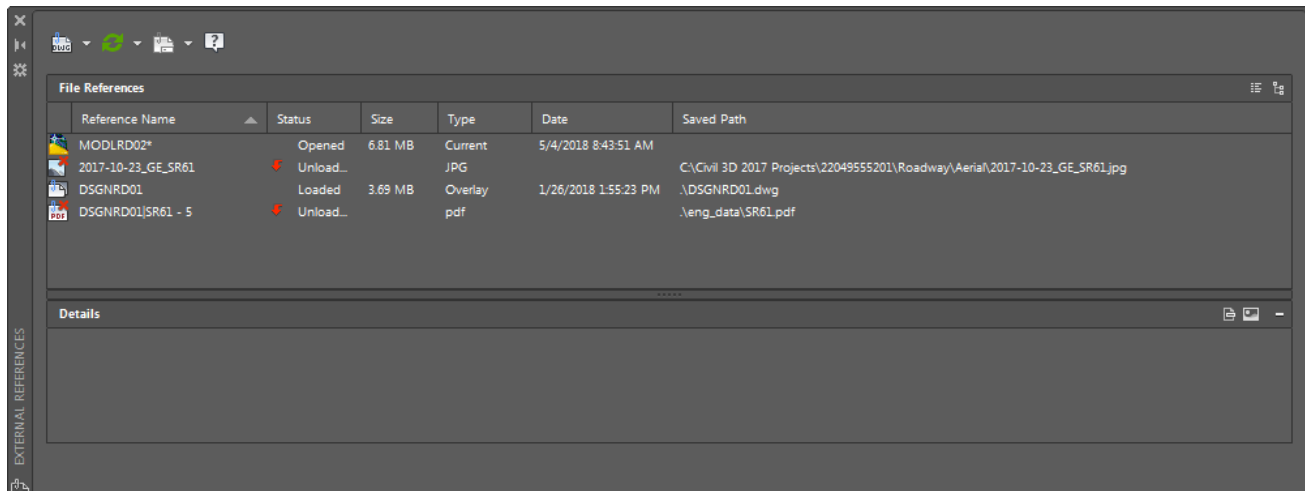 DWG
File References
Reference Name Status Size Type Date Saved Path
MODLRD02* Opened 6.81 MB Current 5/4/2018 8:43:51 AM
2017-10-23_GE_SR61 Unload... JPG C:\Civil 3D 2017 Projects\22049555201\Roadway\Aerial\2017-10-23_GE_SR61.jpg
DSGNRD01 Loaded 3.69 MB Overlay 1/26/2018 1:55:23 PM .\DSGNRD01.dwg
PDF DSGNRD01|SR61 - 5 Unload... pdf .\eng_data\SR61.pdf
Details
EXTERNAL REFERENCES